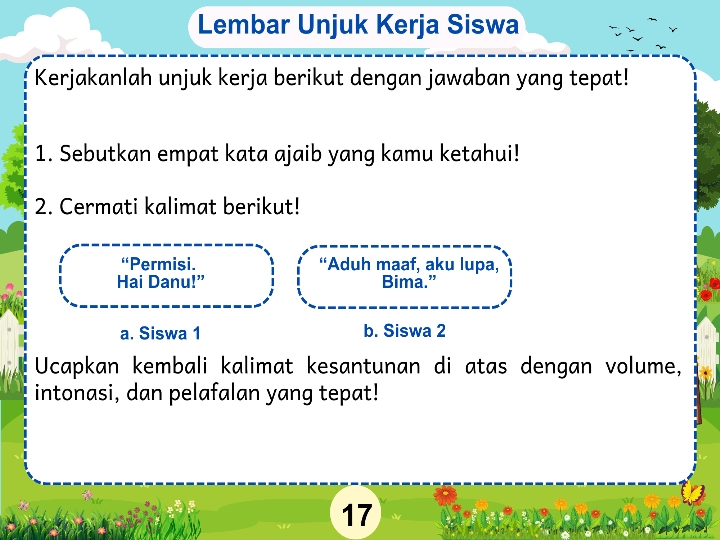 Lembar Unjuk Kerja Siswa
Kerjakanlah unjuk kerja berikut dengan jawaban yang tepat!
1. Sebutkan empat kata ajaib yang kamu ketahui!
2. Cermati kalimat berikut!
“Permisi.
Hai Danu!”
a. Siswa 1
“Aduh maaf, aku lupa,
Bima.”
b. Siswa 2
Ucapkan kembali kalimat kesantunan di atas dengan volume,
intonasi, dan pelafalan yang tepat!
17